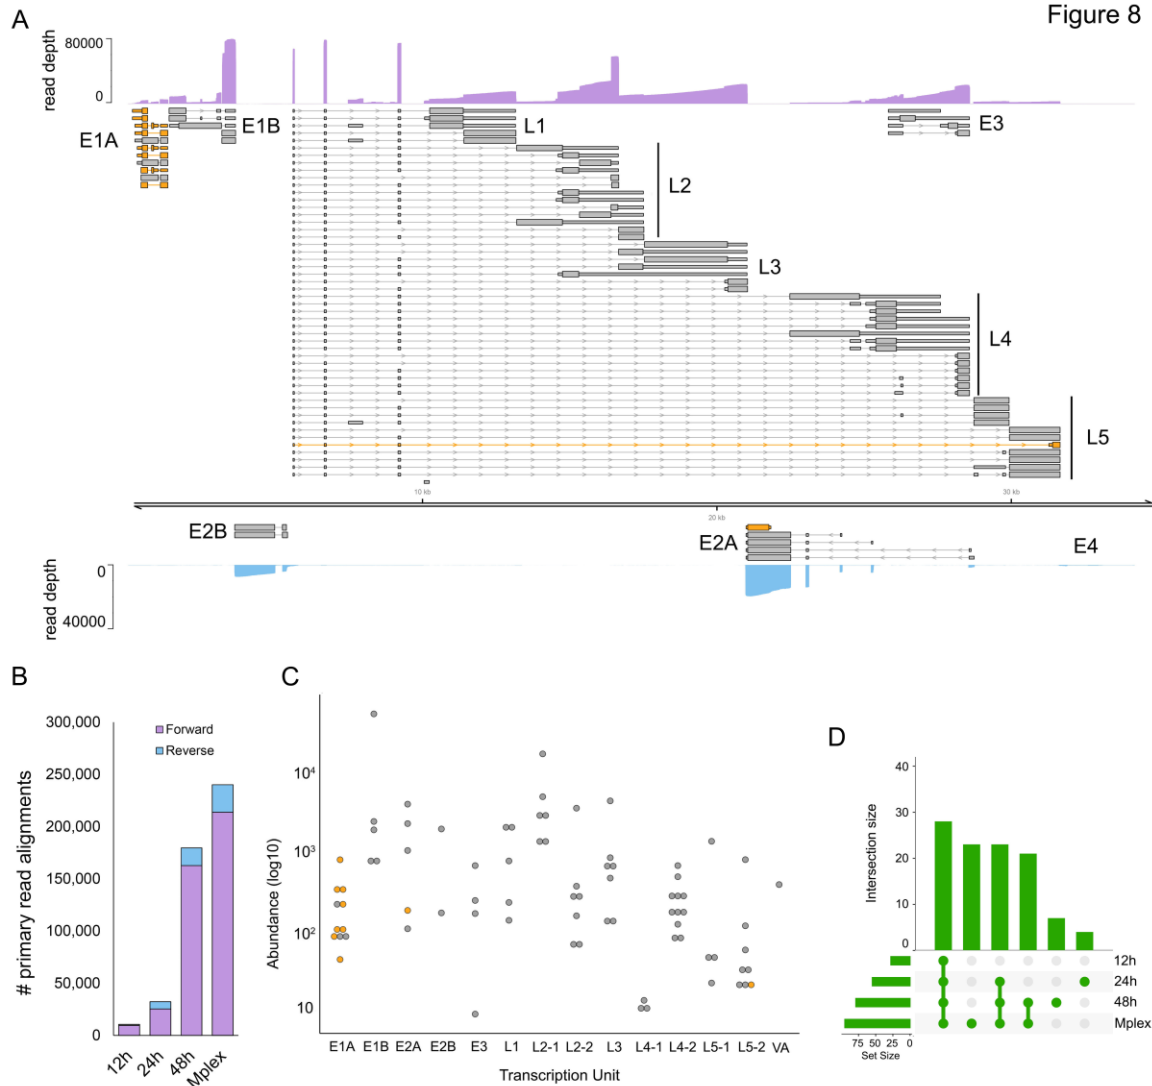 Figure 8
A
read depth
80000
0
E1A
E1B
L1
E3
L2
L3
L4
L5
10 kb
30 kb
20 kb
E2B
E2A
E4
read depth
0
40000
B
# primary read alignments
300,000
250,000
200,000
150,000
100,000
50,000
0
Forward
Reverse
12h
24h
48h
Mplex
C
Abundance (log10)
10⁴
10³
10²
10
E1A E1B E2A E2B E3 L1 L2-1 L2-2 L3 L4-1 L4-2 L5-1 L5-2 VA
Transcription Unit
D
Intersection size
40
30
20
10
0
12h
24h
48h
Mplex
75 50 25 0
Set Size